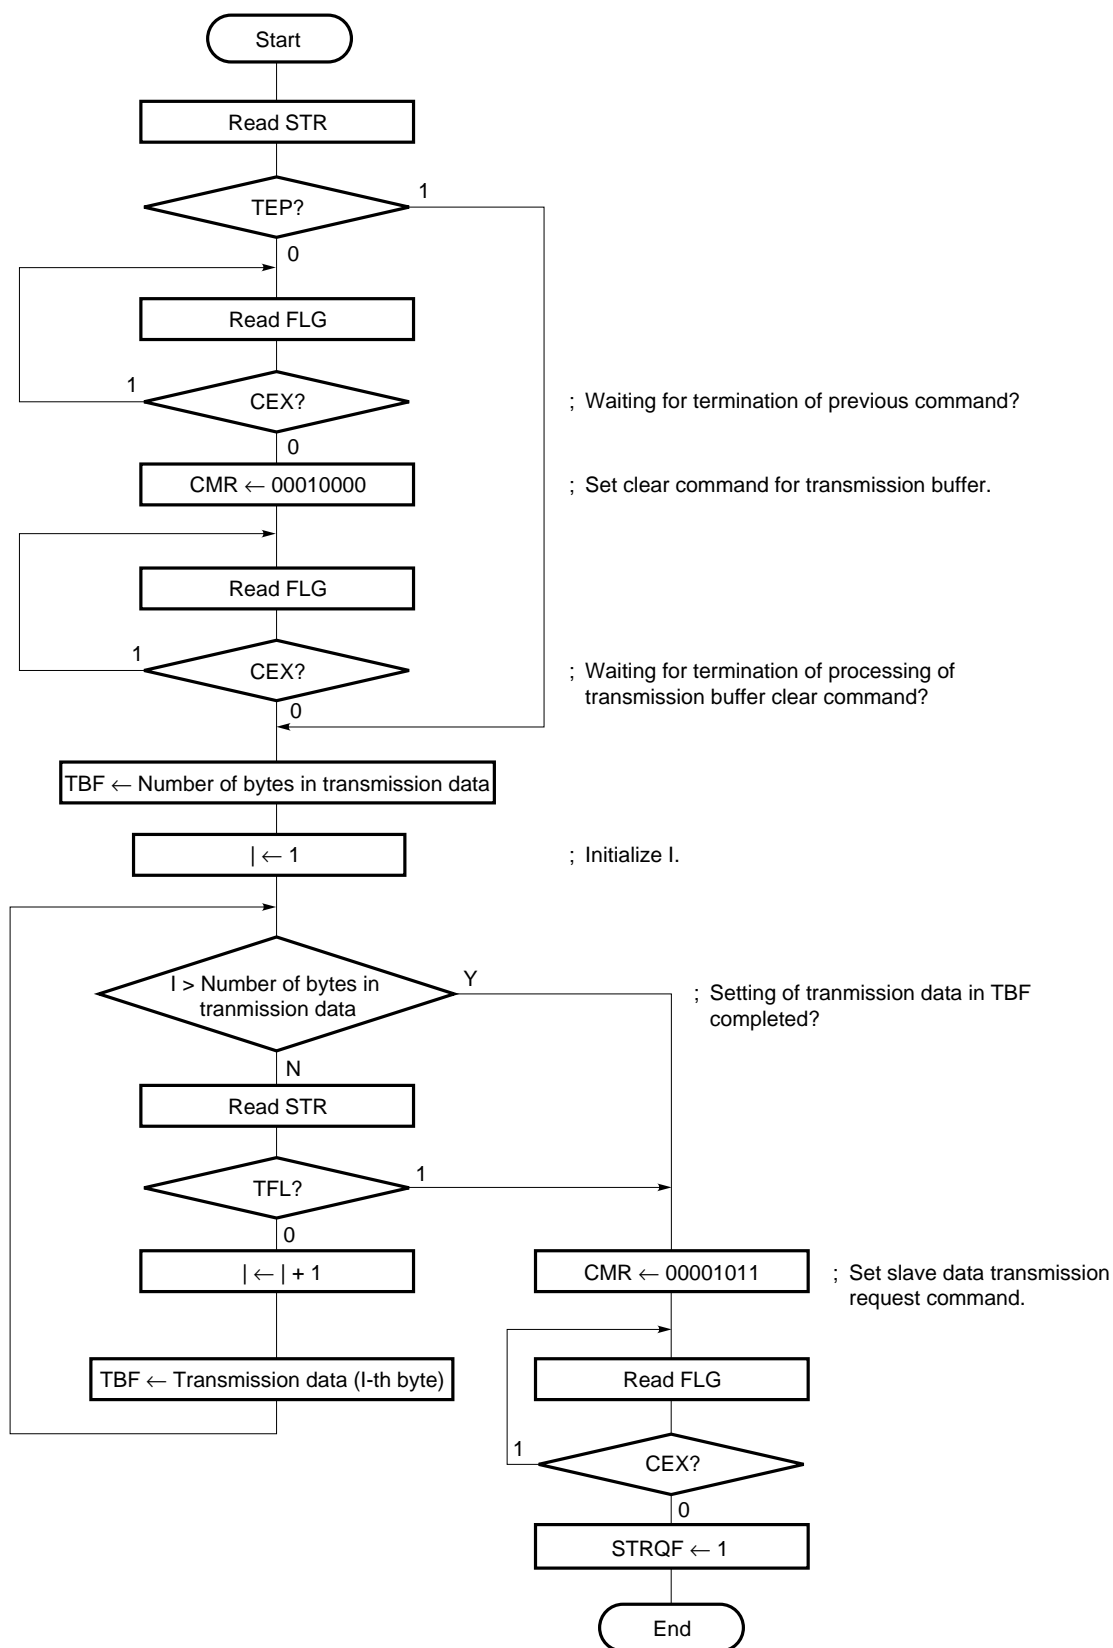 Start
Read STR
TEP?
1
0
Read FLG
1
CEX?
; Waiting for termination of previous command?
0
CMR ← 00010000
; Set clear command for transmission buffer.
Read FLG
1
CEX?
; Waiting for termination of processing of
transmission buffer clear command?
0
TBF ← Number of bytes in transmission data
| ← 1
; Initialize I.
I > Number of bytes in
tranmission data
Y
; Setting of tranmission data in TBF
completed?
N
Read STR
TFL?
1
0
| ← | + 1
CMR ← 00001011
; Set slave data transmission
request command.
TBF ← Transmission data (I-th byte)
Read FLG
1
CEX?
0
STRQF ← 1
End